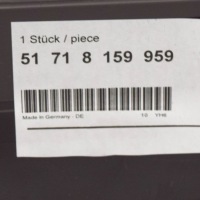 1 Stück / piece
51 71 8 159 959
Made in Germany - DE